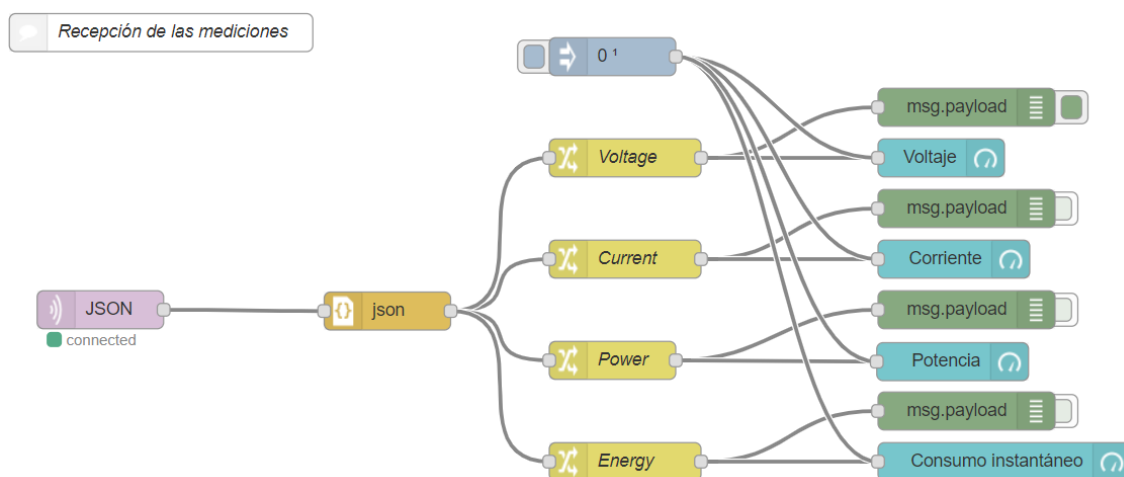 Recepción de las mediciones
0 ¹
msg.payload
Voltage
Voltaje
msg.payload
Current
Corriente
JSON
json
msg.payload
connected
Power
Potencia
msg.payload
Energy
Consumo instantáneo